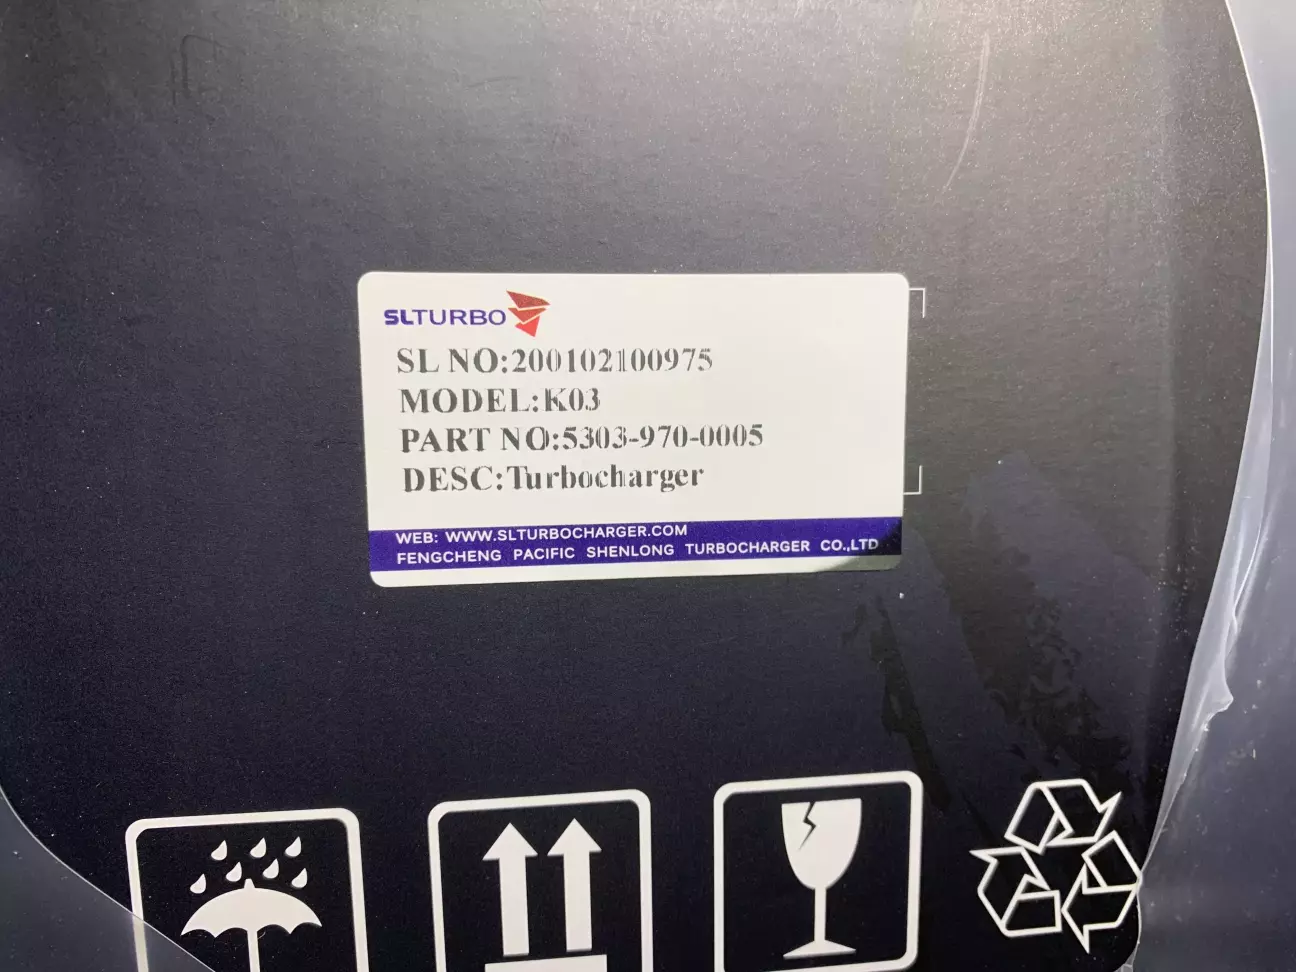 SLTURBO
SL NO:200102100975
MODEL:K03
PART NO:5303-970-0005
DESC:Turbocharger
WEB: WWW.SLTURBOCHARGER.COM
FENGCHENG PACIFIC SHENLONG TURBOCHARGER CO.,LTD